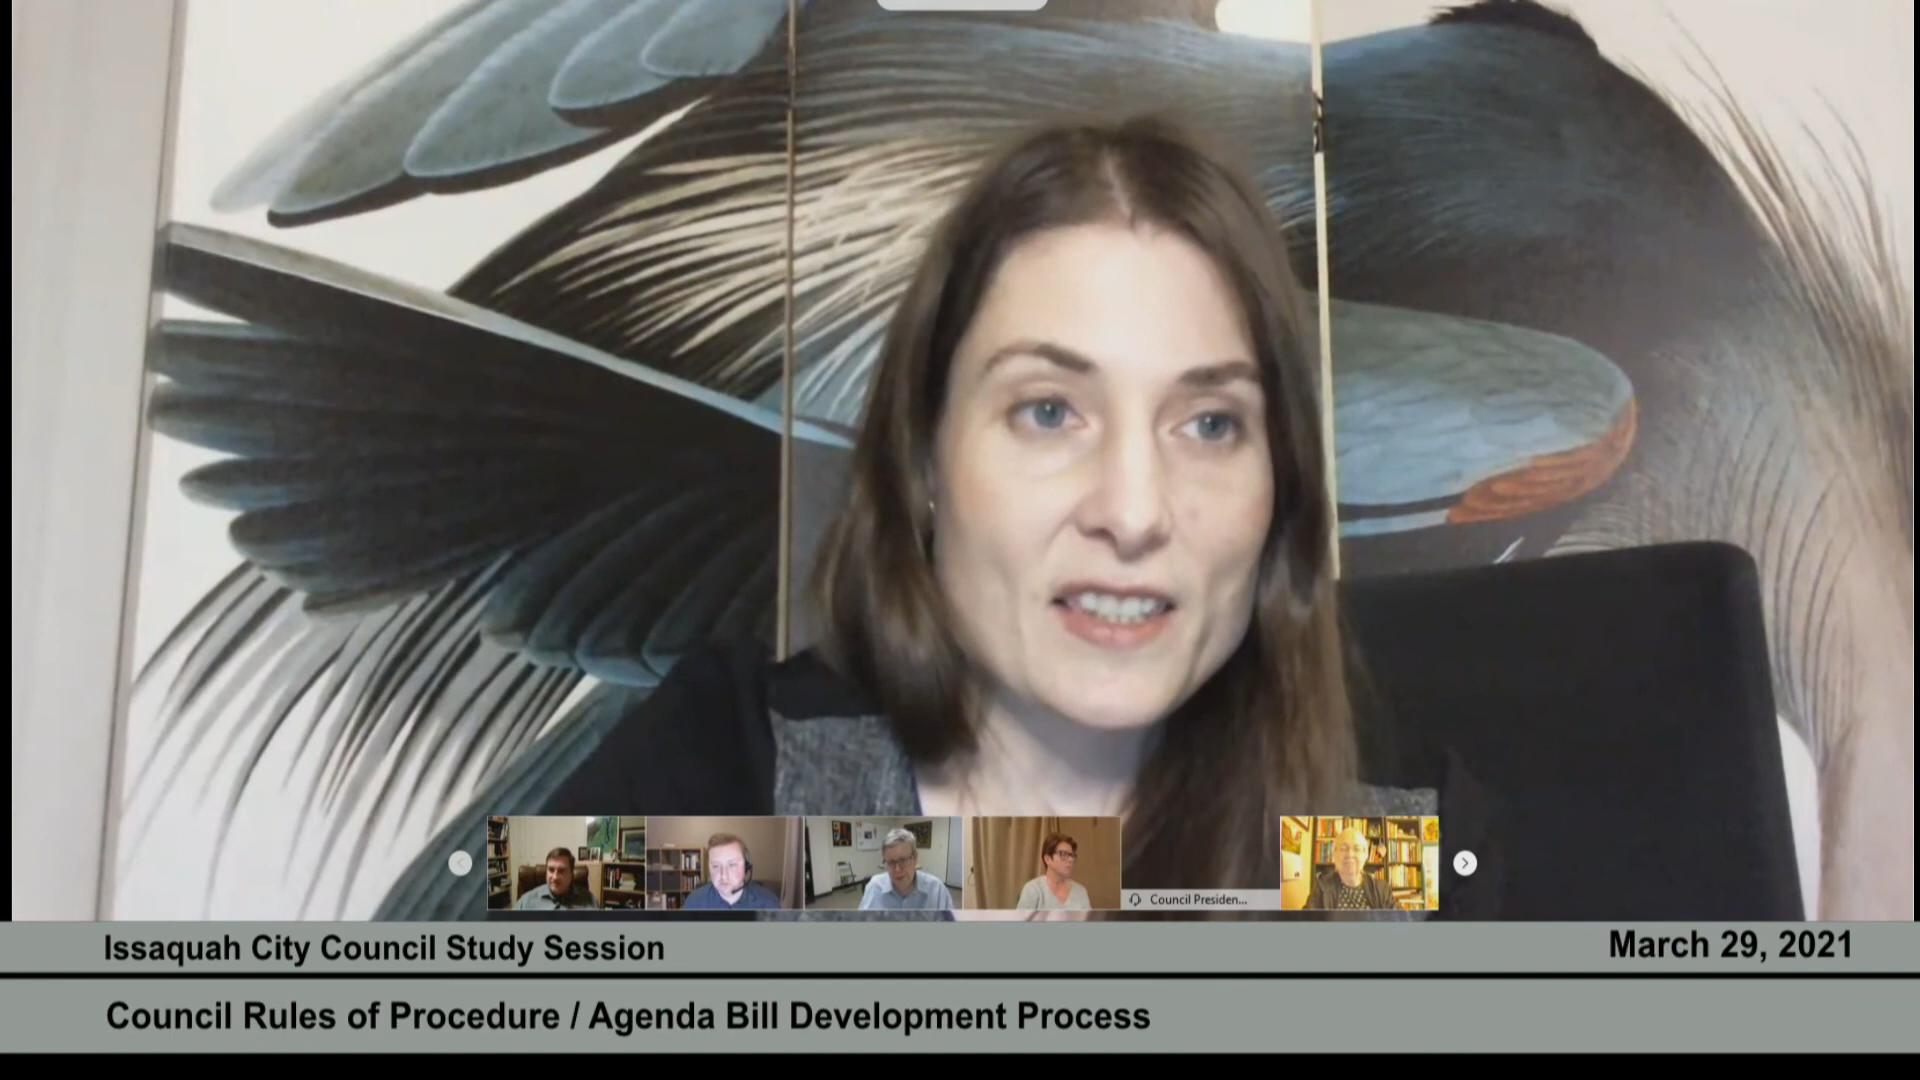 Council Presiden...
Issaquah City Council Study Session
March 29, 2021
Council Rules of Procedure / Agenda Bill Development Process